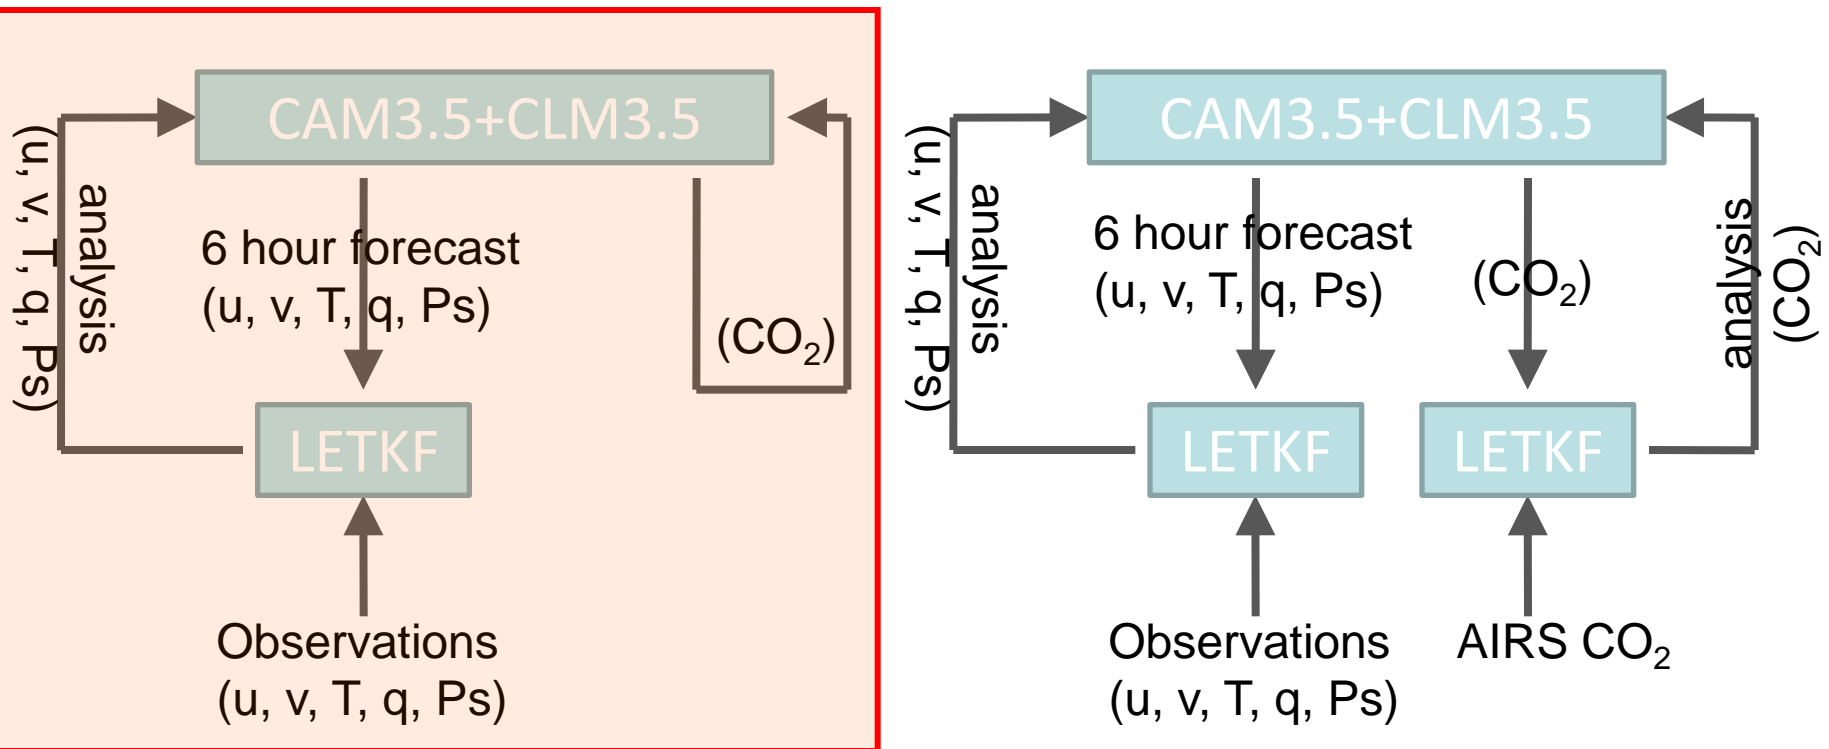 CAM3.5+CLM3.5
(u, v, T, q, Ps)
analysis
6 hour forecast
(u, v, T, q, Ps)
(CO₂)
LETKF
Observations
(u, v, T, q, Ps)
CAM3.5+CLM3.5
(u, v, T, q, Ps)
analysis
6 hour forecast
(u, v, T, q, Ps)
(CO₂)
analysis
(CO₂)
LETKF
LETKF
Observations
(u, v, T, q, Ps)
AIRS CO₂